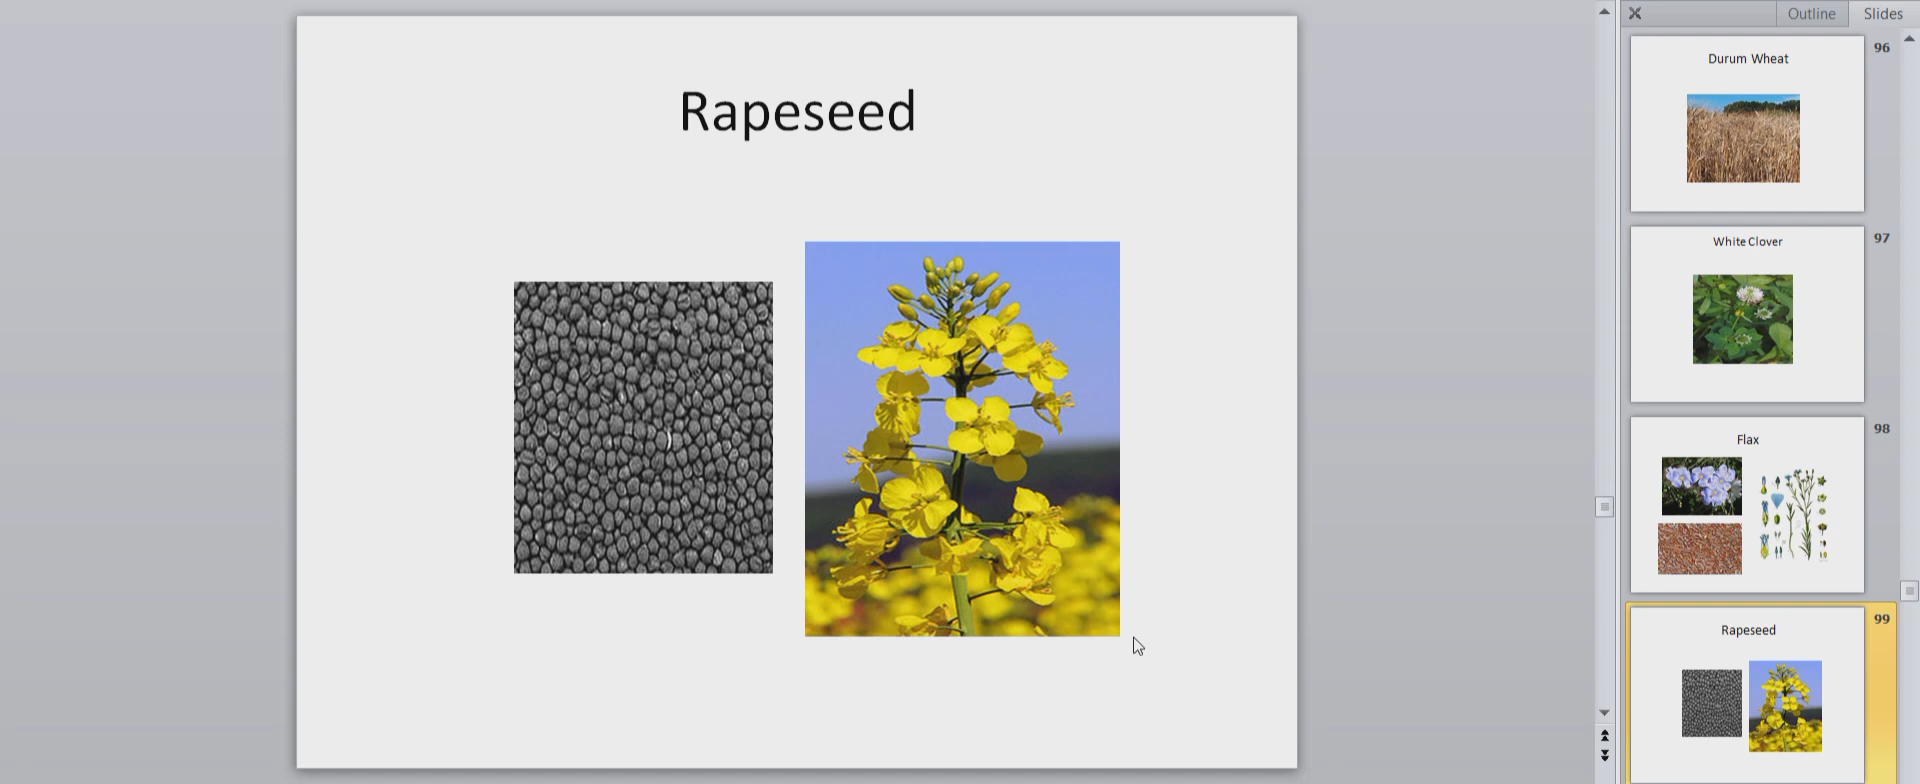 Rapeseed
Outline
Slides
96
Durum Wheat
97
White Clover
98
Flax
99
Rapeseed